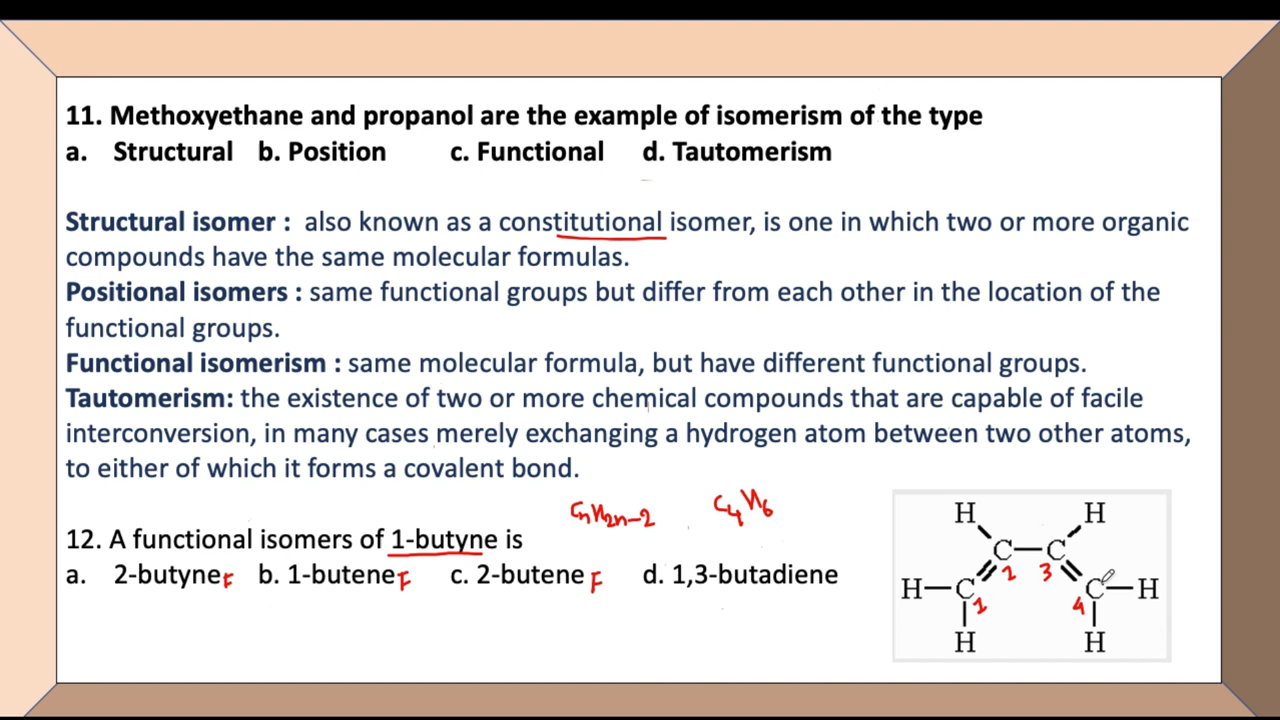 11. Methoxyethane and propanol are the example of isomerism of the type
a. Structural b. Position c. Functional d. Tautomerism
Structural isomer : also known as a constitutional isomer, is one in which two or more organic
compounds have the same molecular formulas.
Positional isomers : same functional groups but differ from each other in the location of the
functional groups.
Functional isomerism : same molecular formula, but have different functional groups.
Tautomerism: the existence of two or more chemical compounds that are capable of facile
interconversion, in many cases merely exchanging a hydrogen atom between two other atoms,
to either of which it forms a covalent bond.
CnH2n-2 C4H6
12. A functional isomers of 1-butyne is
a. 2-butyne F b. 1-butene F c. 2-butene F d. 1,3-butadiene
H H
C C
2 3
H C C H
1 4
H H